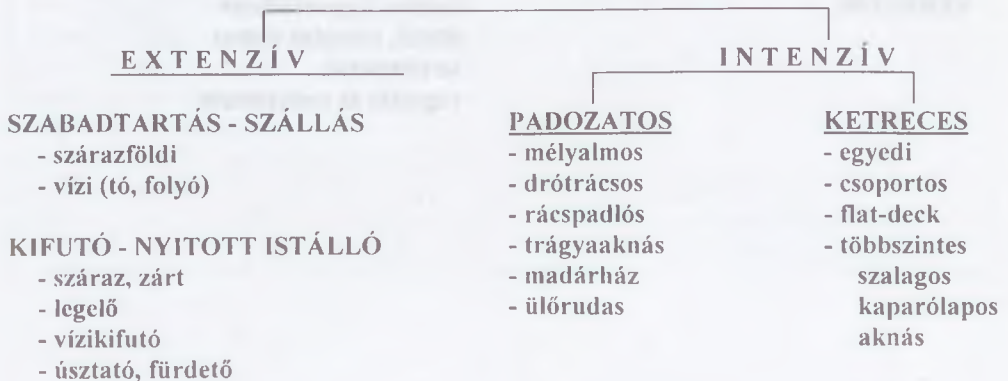 EXTENZÍV
INTENZÍV
SZABADTARTÁS - SZÁLLÁS
- szárazföldi
- vízi (tó, folyó)
KIFUTÓ - NYITOTT ISTÁLLÓ
- száraz, zárt
- legelő
- vízikifutó
- úsztató, fürdető
PADOZATOS
- mélyalmos
- drótrácsos
- rácspadlós
- trágyaaknás
- madárház
- ülőrudas
KETRECES
- egyedi
- csoportos
- flat-deck
- többszintes
szalagos
kaparólapos
aknás